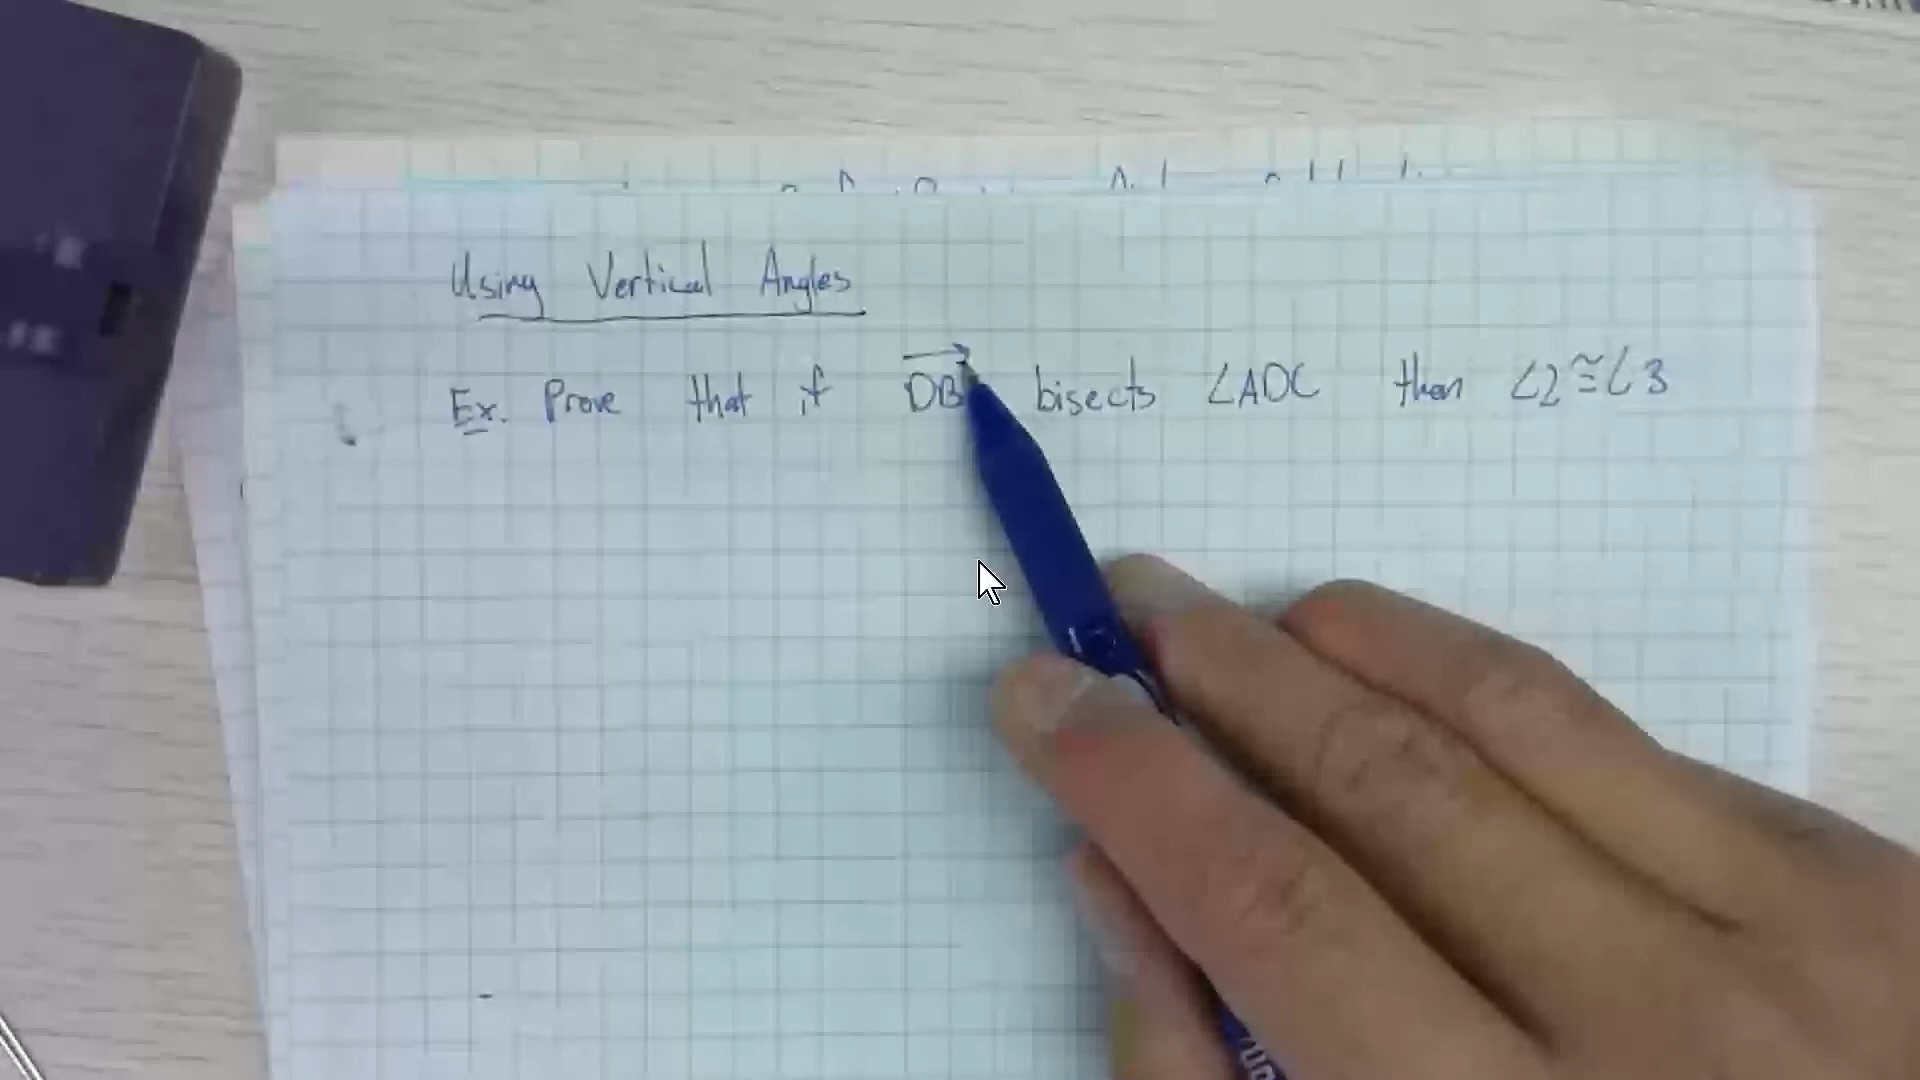 Using Vertical Angles
Ex. Prove that if DB bisects ∠ADC then ∠2≅∠3